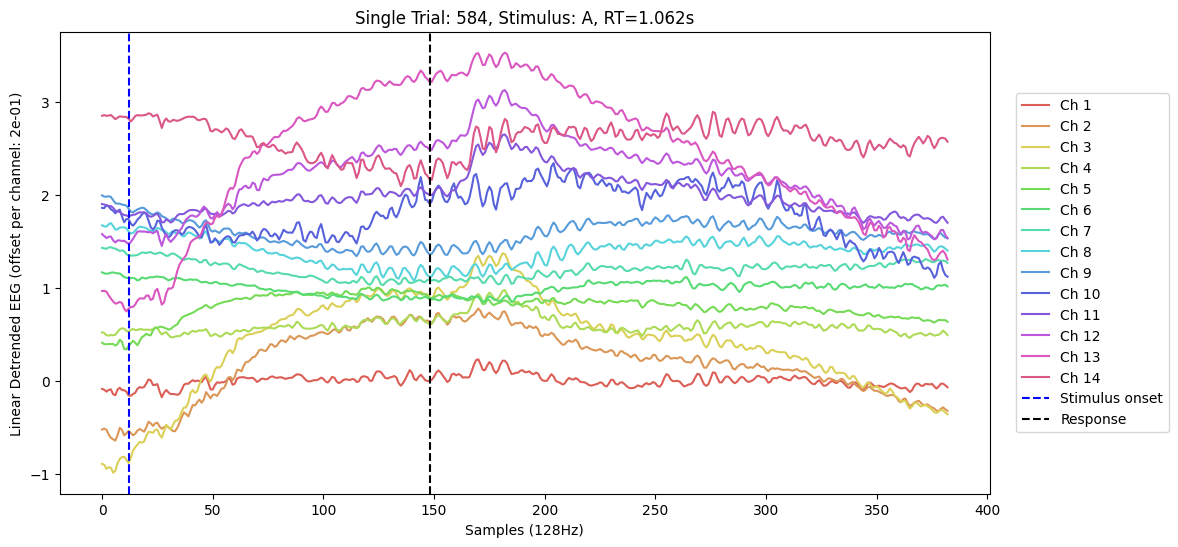 Single Trial: 584, Stimulus: A, RT=1.062s
Linear Detrended EEG (offset per channel: 2e-01)
3
2
1
0
−1
0
50
100
150
200
250
300
350
400
Samples (128Hz)
Ch 1
Ch 2
Ch 3
Ch 4
Ch 5
Ch 6
Ch 7
Ch 8
Ch 9
Ch 10
Ch 11
Ch 12
Ch 13
Ch 14
Stimulus onset
Response